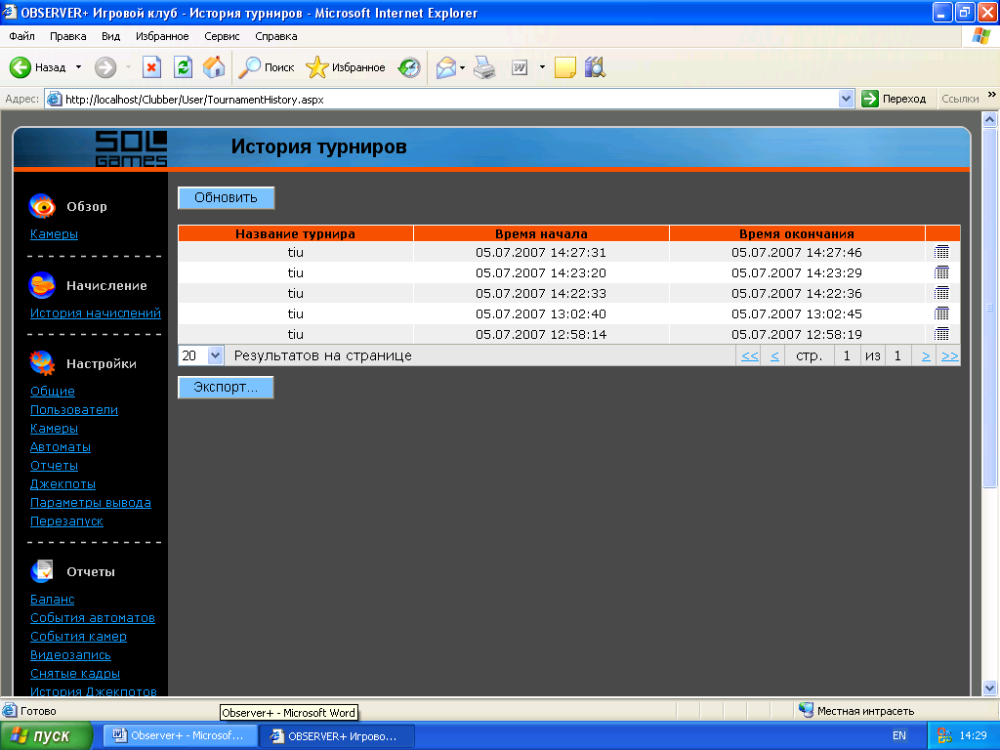 OBSERVER+ Игровой клуб - История турниров - Microsoft Internet Explorer
Файл Правка Вид Избранное Сервис Справка
Назад Поиск Избранное
Адрес: http://localhost/Clubber/User/TournamentHistory.aspx Переход Ссылки »
SOL GAMES История турниров
Обновить
Обзор
Камеры
Начисление
История начислений
Настройки
Общие
Пользователи
Камеры
Автоматы
Отчеты
Джекпоты
Параметры вывода
Перезапуск
Отчеты
Баланс
События автоматов
События камер
Видеозапись
Снятые кадры
История Джекпотов
Название турнира Время начала Время окончания
tiu 05.07.2007 14:27:31 05.07.2007 14:27:46
tiu 05.07.2007 14:23:20 05.07.2007 14:23:29
tiu 05.07.2007 14:22:33 05.07.2007 14:22:36
tiu 05.07.2007 13:02:40 05.07.2007 13:02:45
tiu 05.07.2007 12:58:14 05.07.2007 12:58:19
20 Результатов на странице << < стр. 1 из 1 > >>
Экспорт...
Готово Местная интрасеть
Observer+ - Microsoft Word
пуск Observer+ - Microsof... OBSERVER+ Игрово... EN 14:29